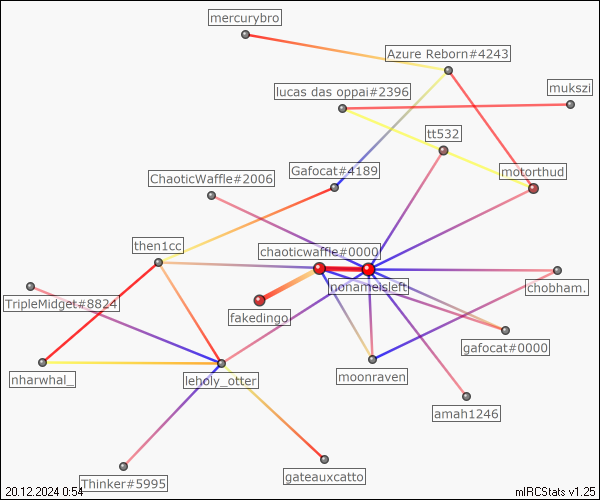 mercurybro
Azure Reborn#4243
lucas das oppai#2396
mukszi
tt532
ChaoticWaffle#2006
Gafocat#4189
motorthud
then1cc
chaoticwaffle#0000
nonameisleft
cnobham.
TripleMidget#8824
fakedingo
gafocat#0000
nharwhal_
leholy_otter
moonraven
amah1246
Thinker#5995
gateauxcatto
20.12.2024 0:54
mIRCStats v1.25